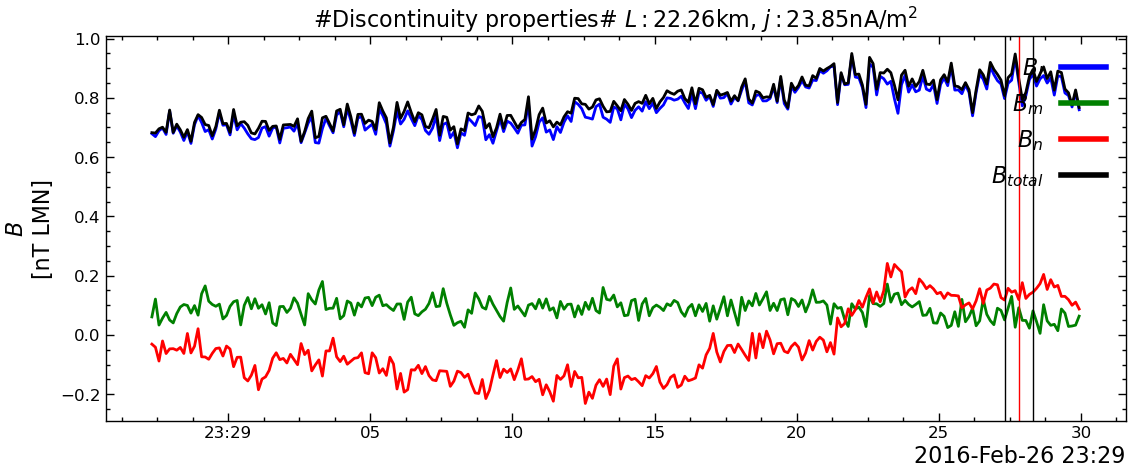 #Discontinuity properties# L : 22.26km, j : 23.85nA/m²
1.0
0.8
0.6
0.4
0.2
0.0
−0.2
B
[nT LMN]
B_m
B_n
B_total
23:29
05
10
15
20
25
30
2016-Feb-26 23:29